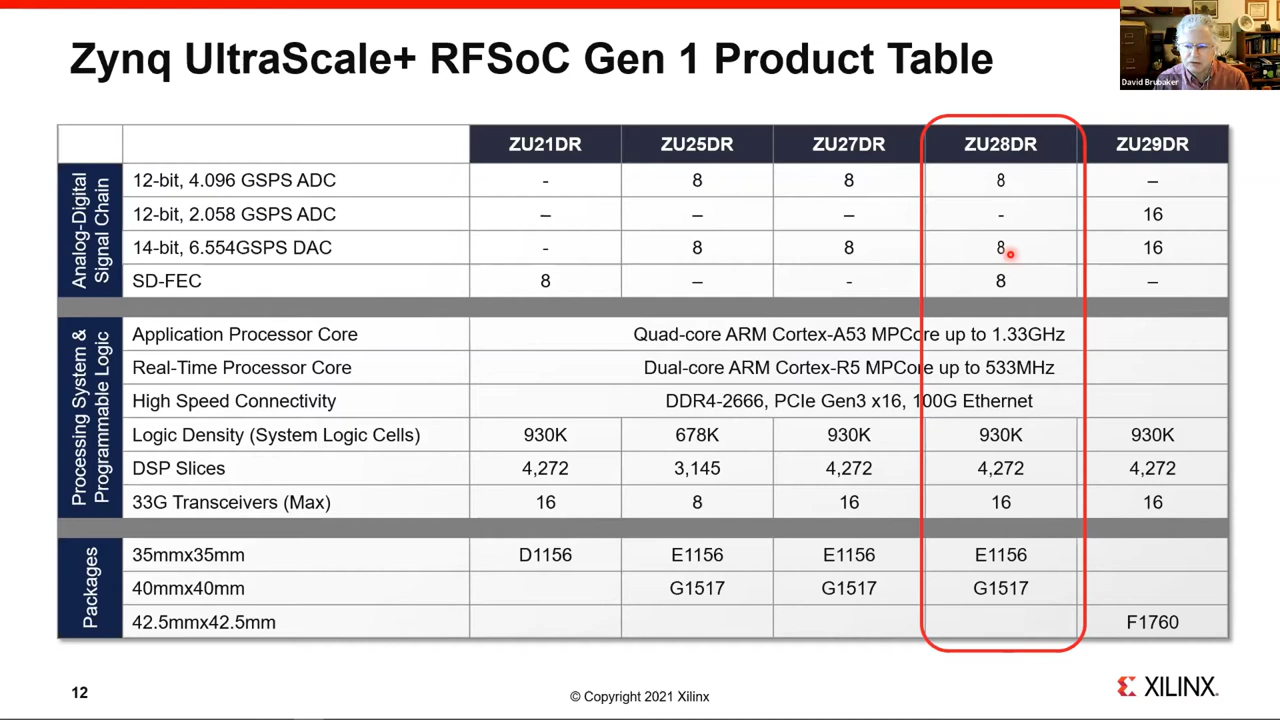 Zynq UltraScale+ RFSoC Gen 1 Product Table
David Brubaker
ZU21DR ZU25DR ZU27DR ZU28DR ZU29DR
Analog-Digital
Signal Chain
12-bit, 4.096 GSPS ADC - 8 8 8 –
12-bit, 2.058 GSPS ADC – – – - 16
14-bit, 6.554GSPS DAC - 8 8 8 16
SD-FEC 8 – - 8 –
Processing System &
Programmable Logic
Application Processor Core Quad-core ARM Cortex-A53 MPCore up to 1.33GHz
Real-Time Processor Core Dual-core ARM Cortex-R5 MPCore up to 533MHz
High Speed Connectivity DDR4-2666, PCIe Gen3 x16, 100G Ethernet
Logic Density (System Logic Cells) 930K 678K 930K 930K 930K
DSP Slices 4,272 3,145 4,272 4,272 4,272
33G Transceivers (Max) 16 8 16 16 16
Packages
35mmx35mm D1156 E1156 E1156 E1156
40mmx40mm G1517 G1517 G1517
42.5mmx42.5mm F1760
12
© Copyright 2021 Xilinx
XILINX.